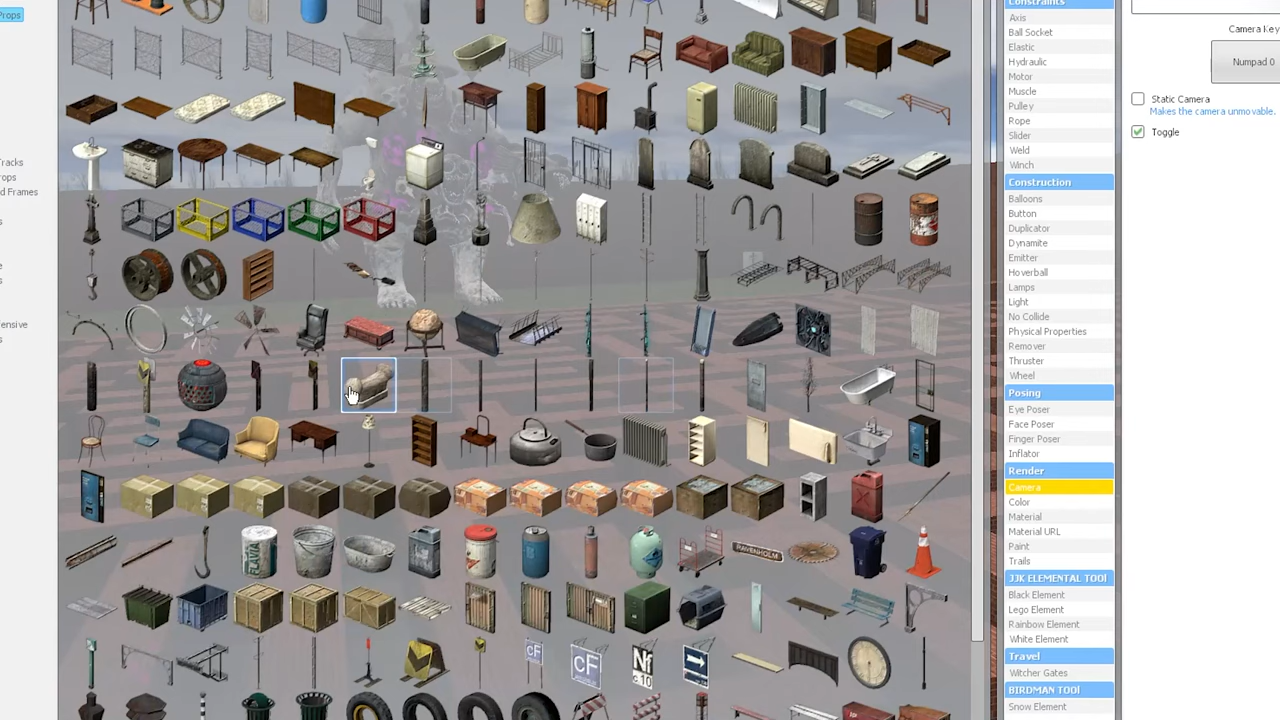 Props
Tracks
ops
d Frames
ensive
Constraints
Axis
Ball Socket
Elastic
Hydraulic
Motor
Muscle
Pulley
Rope
Slider
Weld
Winch
Construction
Balloons
Button
Duplicator
Dynamite
Emitter
Hoverball
Lamps
Light
No Collide
Physical Properties
Remover
Thruster
Wheel
Posing
Eye Poser
Face Poser
Finger Poser
Inflator
Render
Camera
Color
Material
Material URL
Paint
Trails
JJK ELEMENTAL TOOl
Black Element
Lego Element
Rainbow Element
White Element
Travel
Witcher Gates
BIRDMAN TOOl
Snow Element
Camera Key
Numpad 0
Static Camera
Makes the camera unmovable.
Toggle
RAVENHOLM
cF
cF
Nf